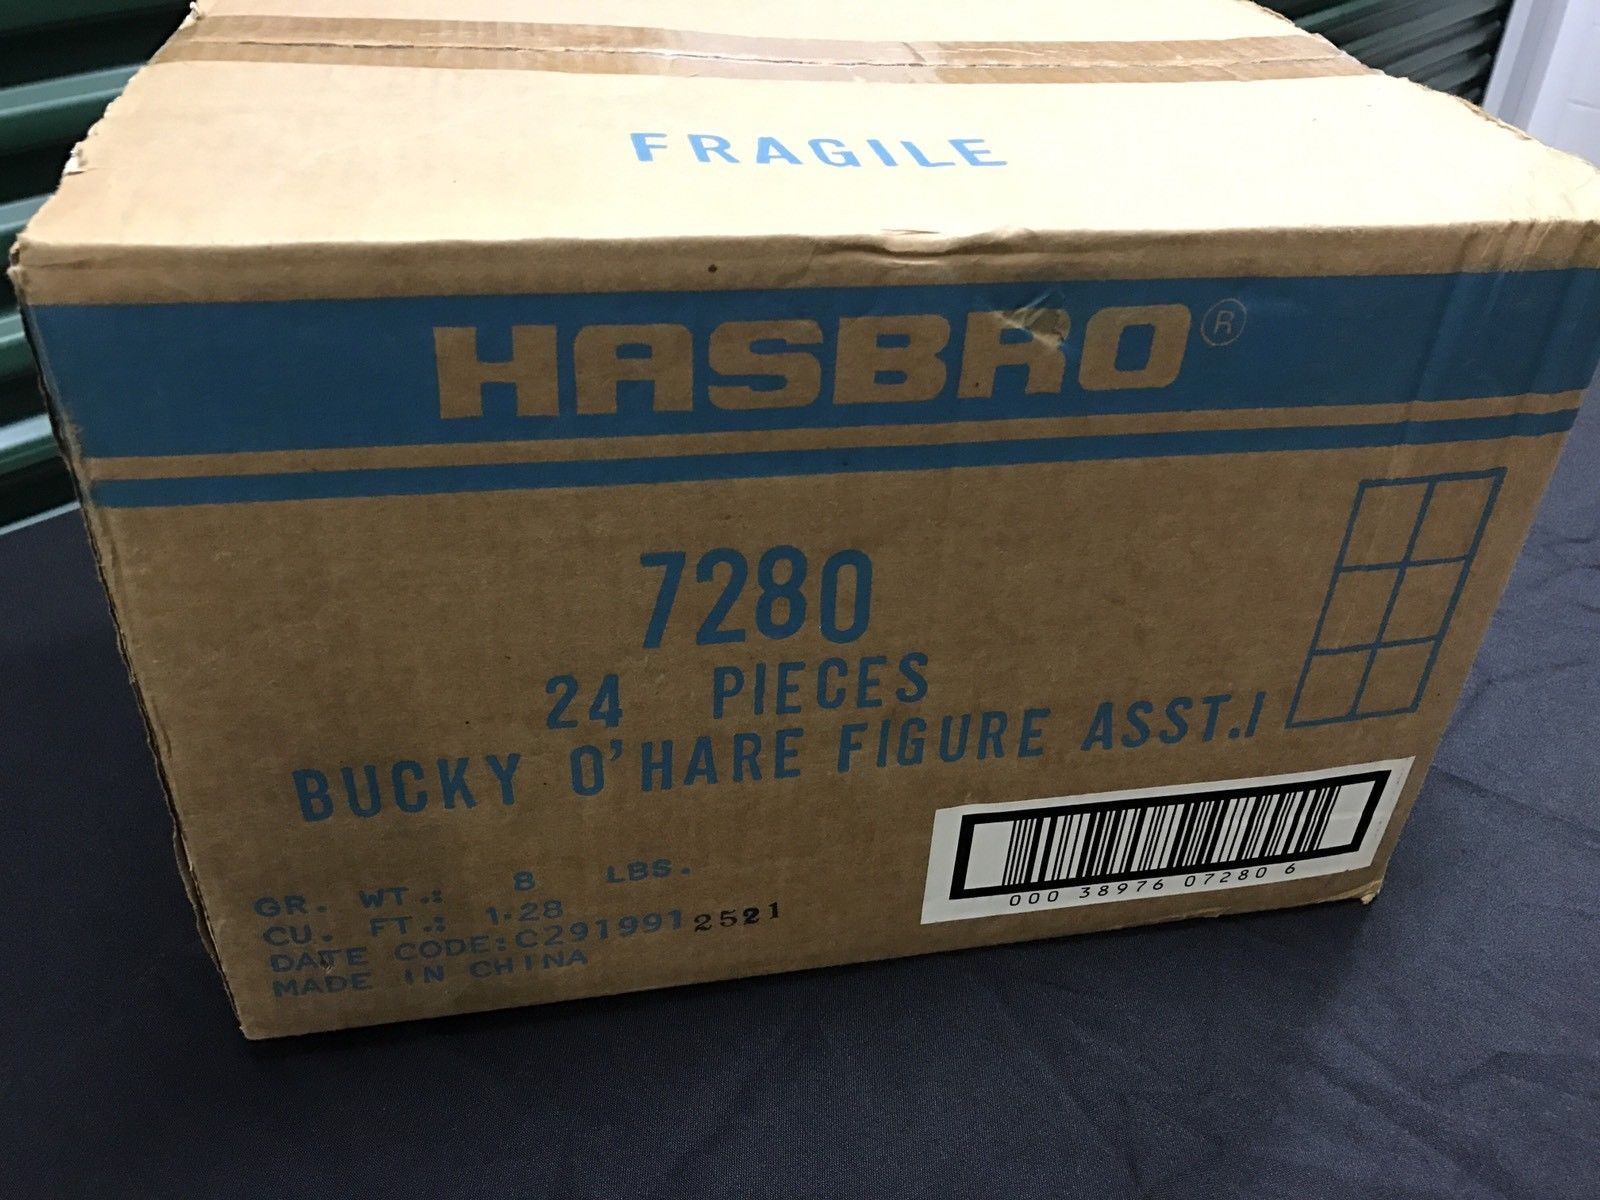 FRAGILE
HASBRO®
7280
24 PIECES
BUCKY O'HARE FIGURE ASST.I
GR. WT.: 8 LBS.
CU. FT.: 1.28
DATE CODE:C291991 2521
MADE IN CHINA
000 38976 07280 6